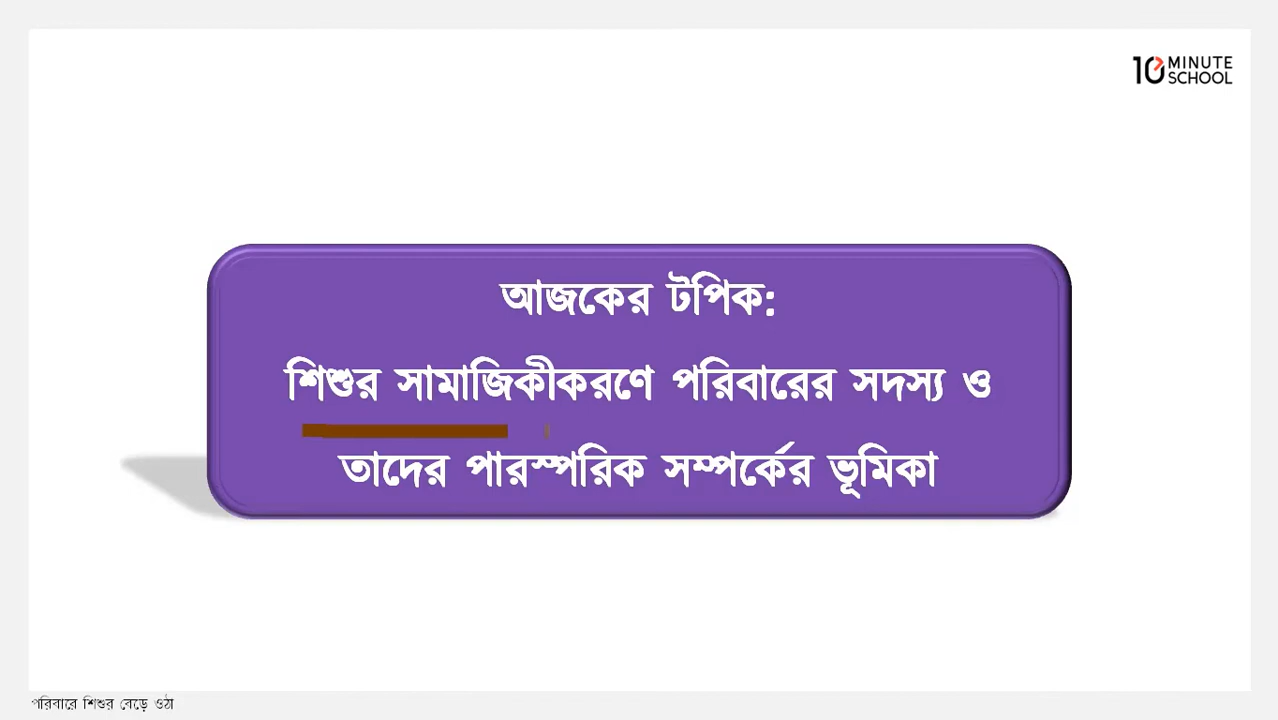 10 MINUTE SCHOOL
আজকের টপিক:
শিশুর সামাজিকীকরণে পরিবারের সদস্য ও
তাদের পারস্পরিক সম্পর্কের ভূমিকা
পরিবারে শিশুর বেড়ে ওঠা